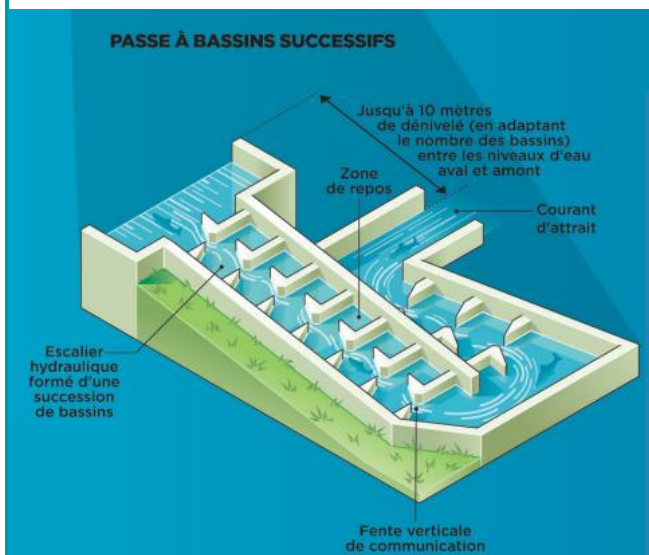 PASSE À BASSINS SUCCESSIFS
Jusqu'à 10 mètres
de dénivelé (en adaptant
le nombre des bassins)
entre les niveaux d'eau
aval et amont
Zone
de repos
Courant
d'attrait
Escalier
hydraulique
formé d'une
succession
de bassins
Fente verticale
de communication